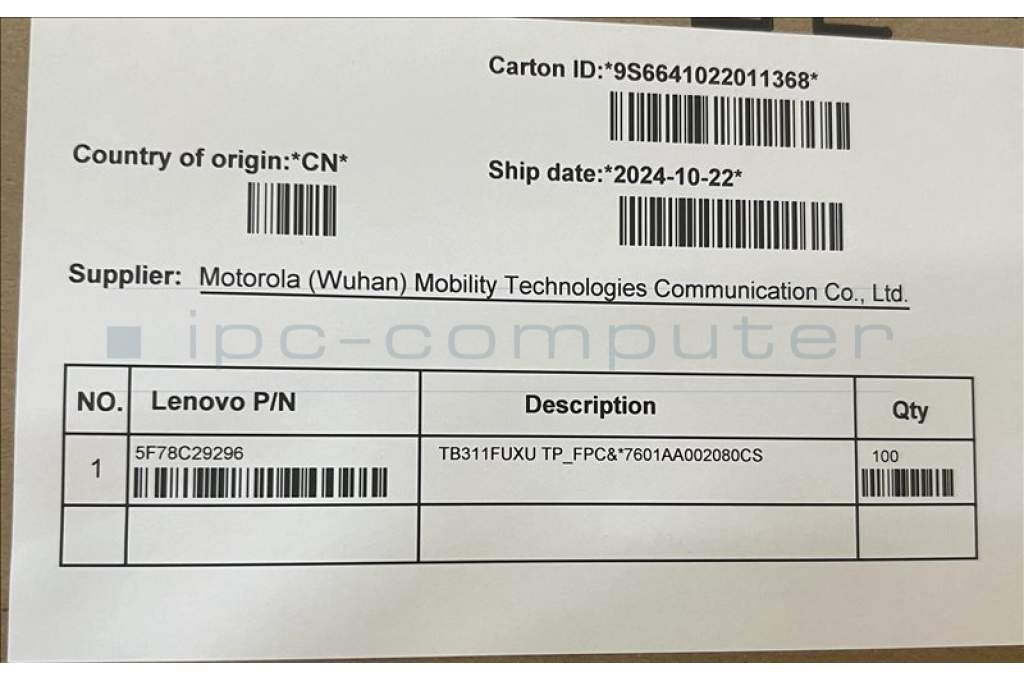 Carton ID:*9S6641022011368*
Country of origin:*CN*
Ship date:*2024-10-22*
Supplier: Motorola (Wuhan) Mobility Technologies Communication Co., Ltd.
ipc-computer
NO. Lenovo P/N Description Qty
1 5F78C29296 TB311FUXU TP_FPC&*7601AA002080CS 100